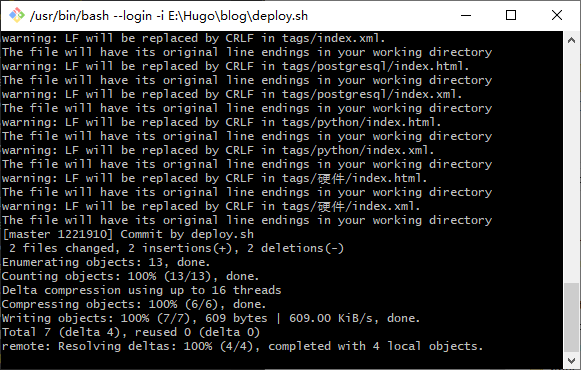 /usr/bin/bash --login -i E:\Hugo\blog\deploy.sh
warning: LF will be replaced by CRLF in tags/index.xml.
The file will have its original line endings in your working directory
warning: LF will be replaced by CRLF in tags/postgresql/index.html.
The file will have its original line endings in your working directory
warning: LF will be replaced by CRLF in tags/postgresql/index.xml.
The file will have its original line endings in your working directory
warning: LF will be replaced by CRLF in tags/python/index.html.
The file will have its original line endings in your working directory
warning: LF will be replaced by CRLF in tags/python/index.xml.
The file will have its original line endings in your working directory
warning: LF will be replaced by CRLF in tags/硬件/index.html.
The file will have its original line endings in your working directory
warning: LF will be replaced by CRLF in tags/硬件/index.xml.
The file will have its original line endings in your working directory
[master 1221910] Commit by deploy.sh
 2 files changed, 2 insertions(+), 2 deletions(-)
Enumerating objects: 13, done.
Counting objects: 100% (13/13), done.
Delta compression using up to 16 threads
Compressing objects: 100% (6/6), done.
Writing objects: 100% (7/7), 609 bytes | 609.00 KiB/s, done.
Total 7 (delta 4), reused 0 (delta 0)
remote: Resolving deltas: 100% (4/4), completed with 4 local objects.